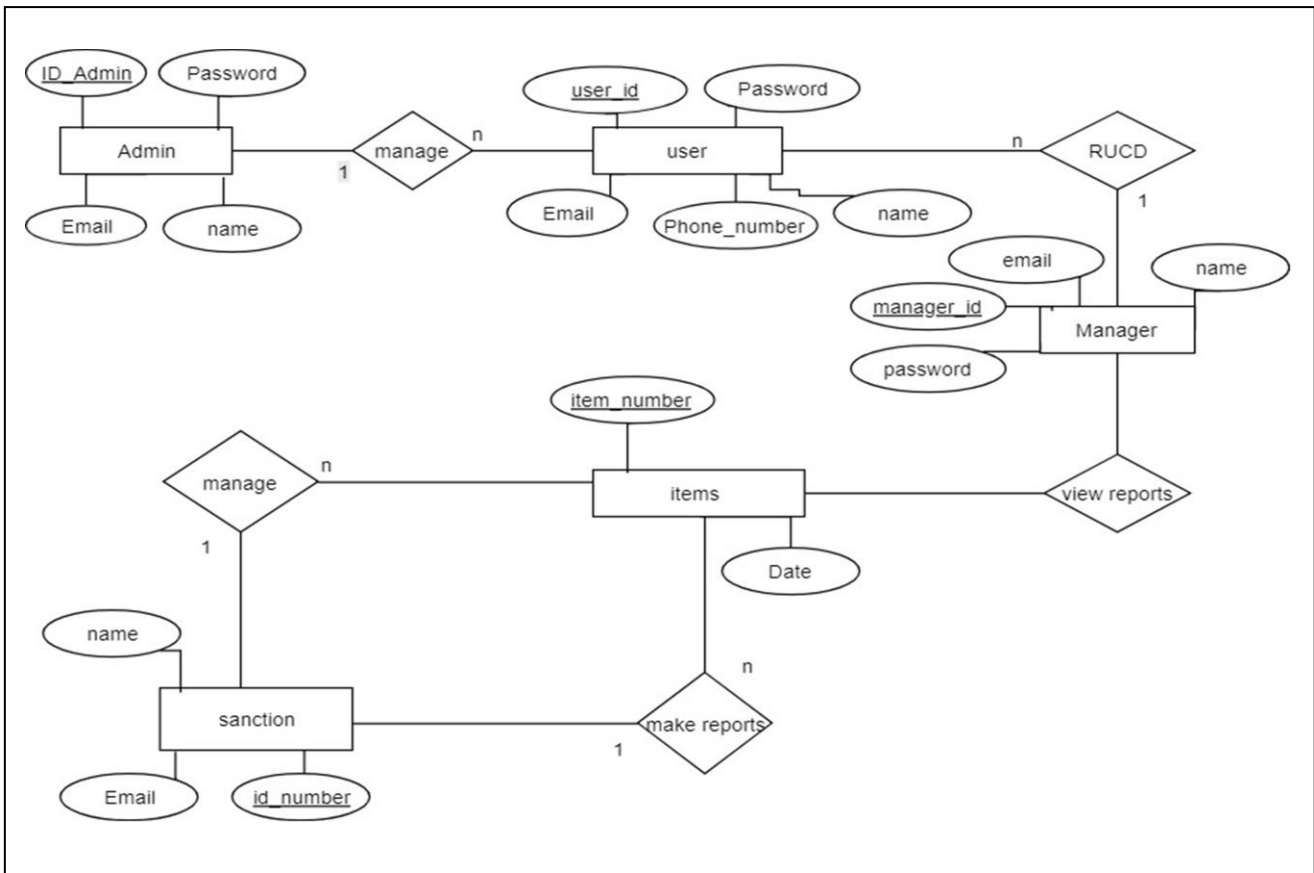 ID_Admin
Password
user_id
Password
Admin
manage
1
n
user
n
RUCD
1
Email
name
Email
Phone_number
name
email
name
manager_id
Manager
password
item_number
manage
n
1
items
view reports
Date
name
n
sanction
make reports
1
Email
id_number